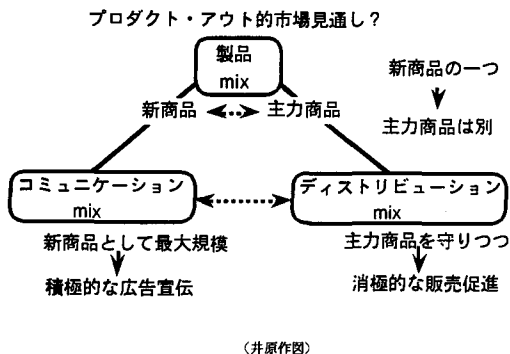 プロダクト・アウト的市場見通し？
製品
mix
新商品 主力商品
新商品の一つ
主力商品は別
コミュニケーション
mix
ディストリビューション
mix
新商品として最大規模
積極的な広告宣伝
主力商品を守りつつ
消極的な販売促進
（井原作図）